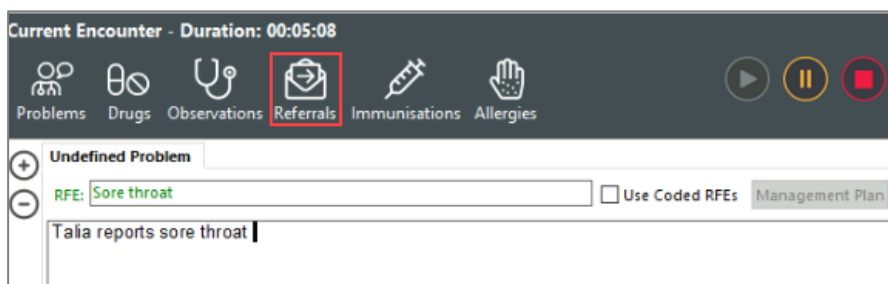 Current Encounter - Duration: 00:05:08
Problems Drugs Observations Referrals Immunisations Allergies
Undefined Problem
RFE: Sore throat Use Coded RFEs Management Plan
Talia reports sore throat